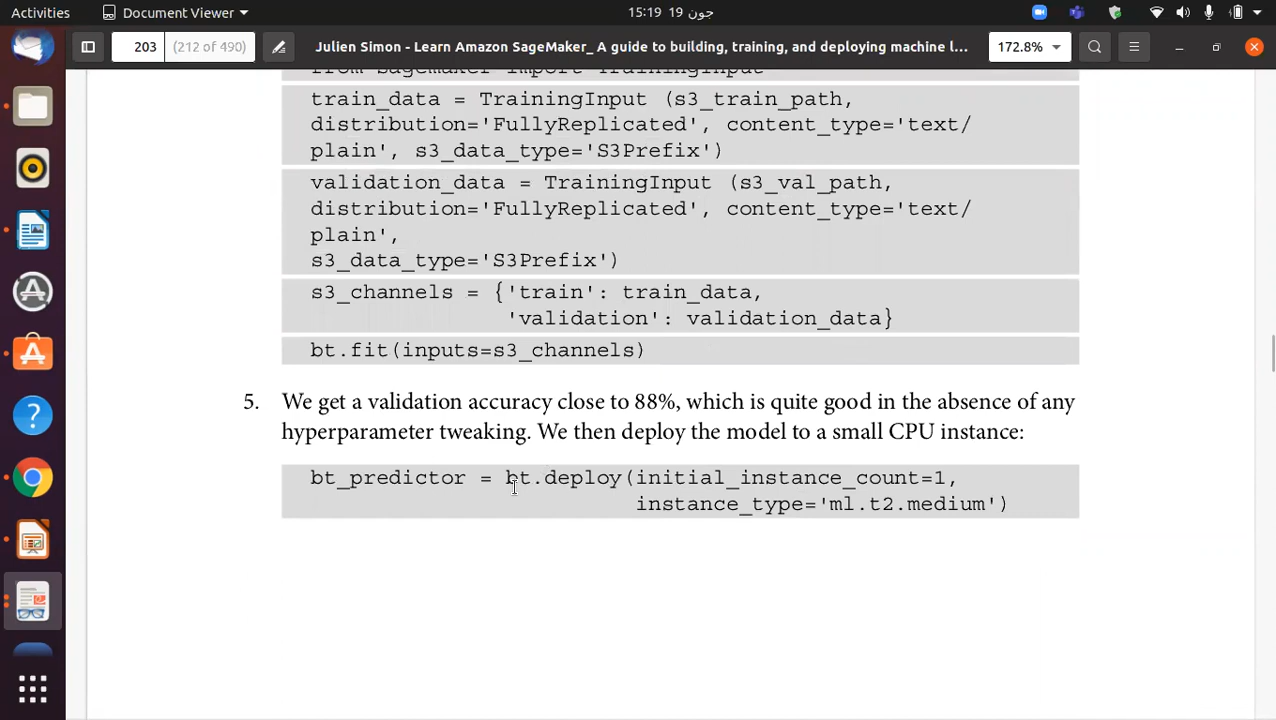 Activities
Document Viewer
15:19 19 جون
203
(212 of 490)
Julien Simon - Learn Amazon SageMaker_ A guide to building, training, and deploying machine l...
172.8%
from sagemaker import TrainingInput
train_data = TrainingInput (s3_train_path,
distribution='FullyReplicated', content_type='text/
plain', s3_data_type='S3Prefix')
validation_data = TrainingInput (s3_val_path,
distribution='FullyReplicated', content_type='text/
plain',
s3_data_type='S3Prefix')
s3_channels = {'train': train_data,
'validation': validation_data}
bt.fit(inputs=s3_channels)
5. We get a validation accuracy close to 88%, which is quite good in the absence of any
hyperparameter tweaking. We then deploy the model to a small CPU instance:
bt_predictor = bt.deploy(initial_instance_count=1,
instance_type='ml.t2.medium')